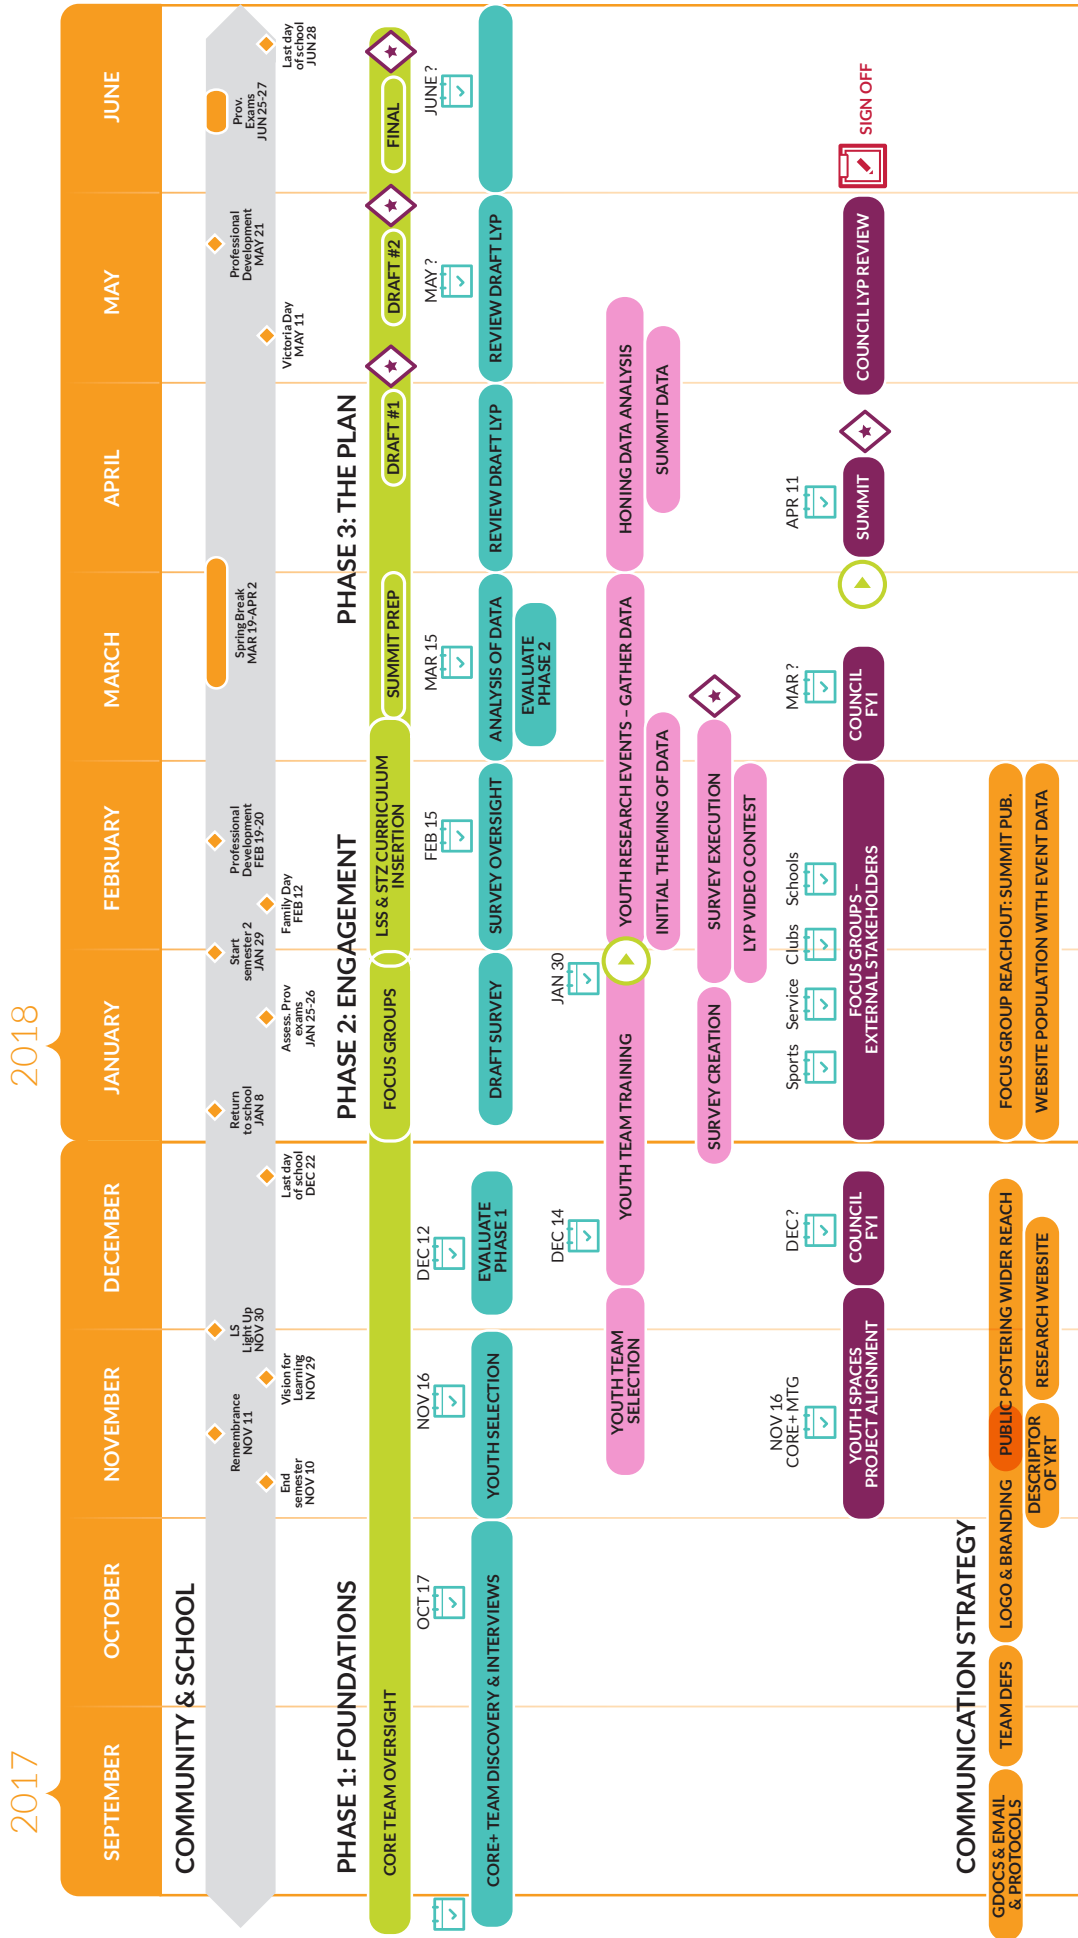 2017
2018
SEPTEMBER
OCTOBER
NOVEMBER
DECEMBER
JANUARY
FEBRUARY
MARCH
APRIL
MAY
JUNE
COMMUNITY & SCHOOL
End
semester
NOV 10
Remembrance
NOV 11
Vision for
Learning
NOV 29
LS
Light Up
NOV 30
Last day
of school
DEC 22
Return
to school
JAN 8
Assess. Prov
exams
JAN 25-26
Start
semester 2
JAN 29
Family Day
FEB 12
Professional
Development
FEB 19-20
Spring Break
MAR 19-APR 2
Victoria Day
MAY 11
Professional
Development
MAY 21
Prov.
Exams
JUN 25-27
Last day
of school
JUN 28
PHASE 1: FOUNDATIONS
PHASE 2: ENGAGEMENT
PHASE 3: THE PLAN
CORE TEAM OVERSIGHT
FOCUS GROUPS
LSS & STZ CURRICULUM
INSERTION
SUMMIT PREP
DRAFT #1
DRAFT #2
FINAL
OCT 17
NOV 16
DEC 12
FEB 15
MAR 15
MAY ?
JUNE ?
CORE+ TEAM DISCOVERY & INTERVIEWS
YOUTH SELECTION
EVALUATE
PHASE 1
DRAFT SURVEY
SURVEY OVERSIGHT
ANALYSIS OF DATA
REVIEW DRAFT LYP
REVIEW DRAFT LYP
EVALUATE
PHASE 2
DEC 14
JAN 30
YOUTH TEAM
SELECTION
YOUTH TEAM TRAINING
YOUTH RESEARCH EVENTS – GATHER DATA
HONING DATA ANALYSIS
INITIAL THEMING OF DATA
SUMMIT DATA
SURVEY CREATION
SURVEY EXECUTION
LYP VIDEO CONTEST
NOV 16
CORE+ MTG
DEC ?
Sports
Service
Clubs
Schools
MAR ?
APR 11
YOUTH SPACES
PROJECT ALIGNMENT
COUNCIL
FYI
FOCUS GROUPS –
EXTERNAL STAKEHOLDERS
COUNCIL
FYI
SUMMIT
COUNCIL LYP REVIEW
SIGN OFF
COMMUNICATION STRATEGY
GDOCS & EMAIL
& PROTOCOLS
TEAM DEFS
LOGO & BRANDING
PUBLIC POSTERING WIDER REACH
FOCUS GROUP REACHOUT: SUMMIT PUB.
DESCRIPTOR
OF YRT
RESEARCH WEBSITE
WEBSITE POPULATION WITH EVENT DATA